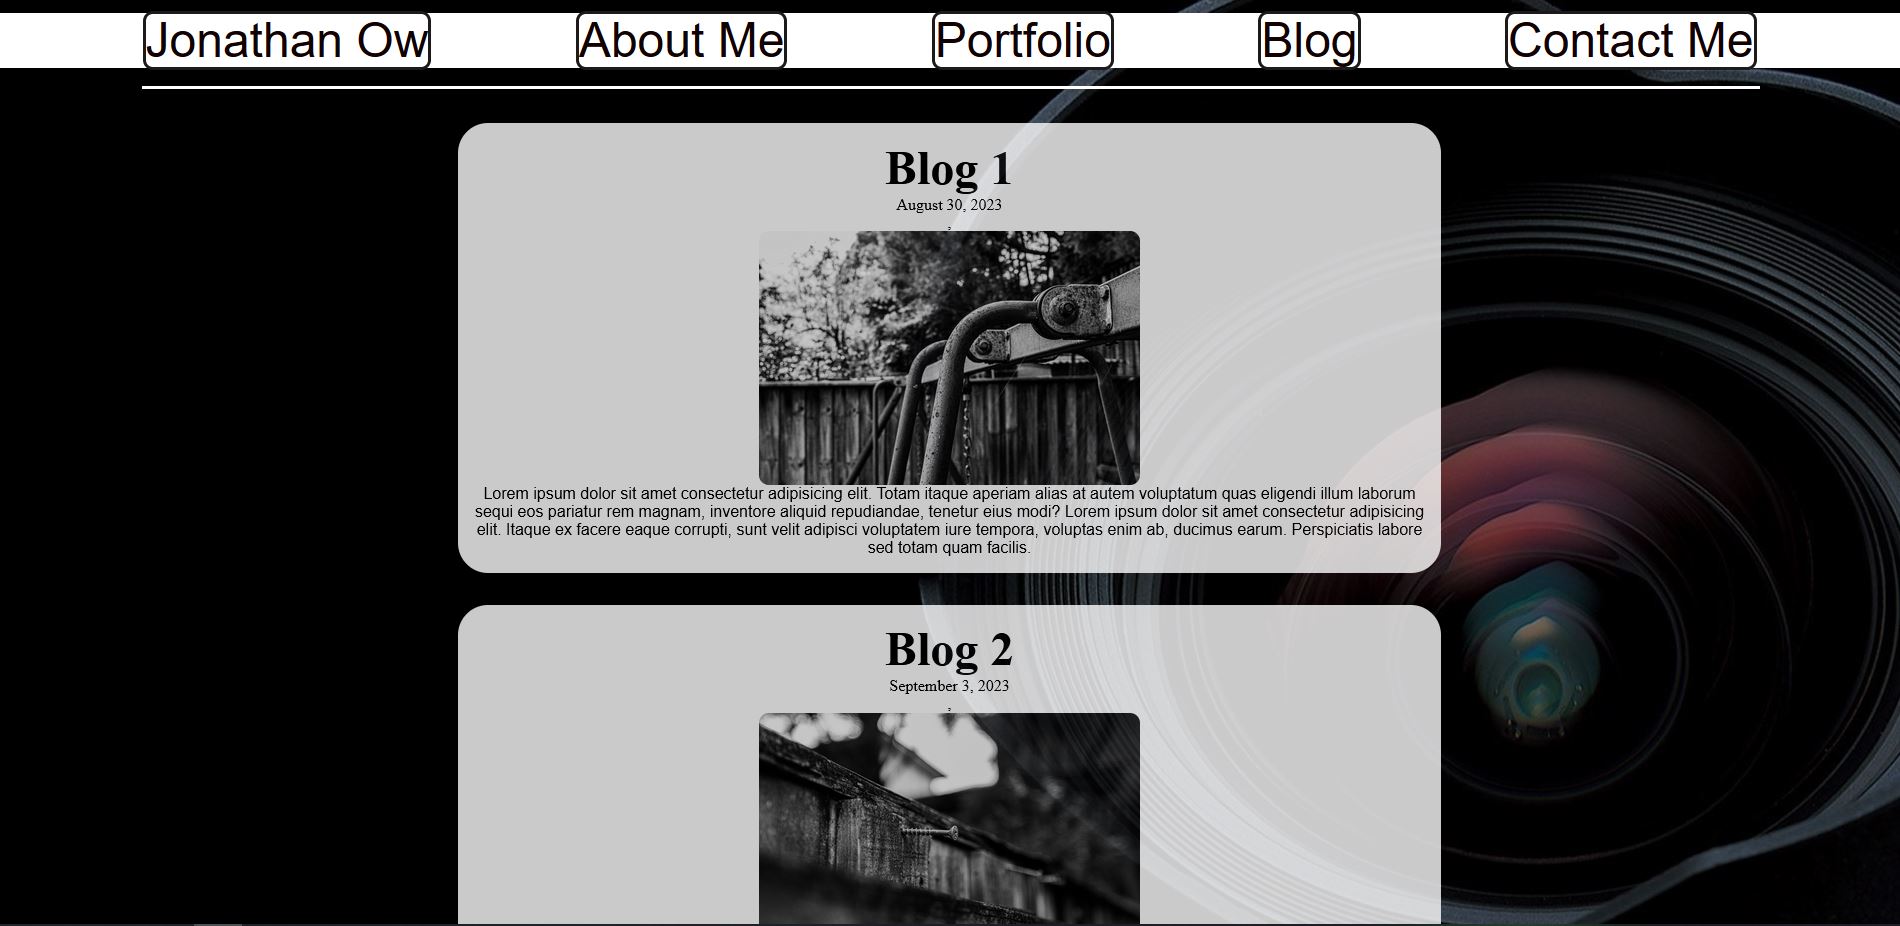 Jonathan Ow About Me Portfolio Blog Contact Me
Blog 1
August 30, 2023
,
Lorem ipsum dolor sit amet consectetur adipisicing elit. Totam itaque aperiam alias at autem voluptatum quas eligendi illum laborum
sequi eos pariatur rem magnam, inventore aliquid repudiandae, tenetur eius modi? Lorem ipsum dolor sit amet consectetur adipisicing
elit. Itaque ex facere eaque corrupti, sunt velit adipisci voluptatem iure tempora, voluptas enim ab, ducimus earum. Perspiciatis labore
sed totam quam facilis.
Blog 2
September 3, 2023
,